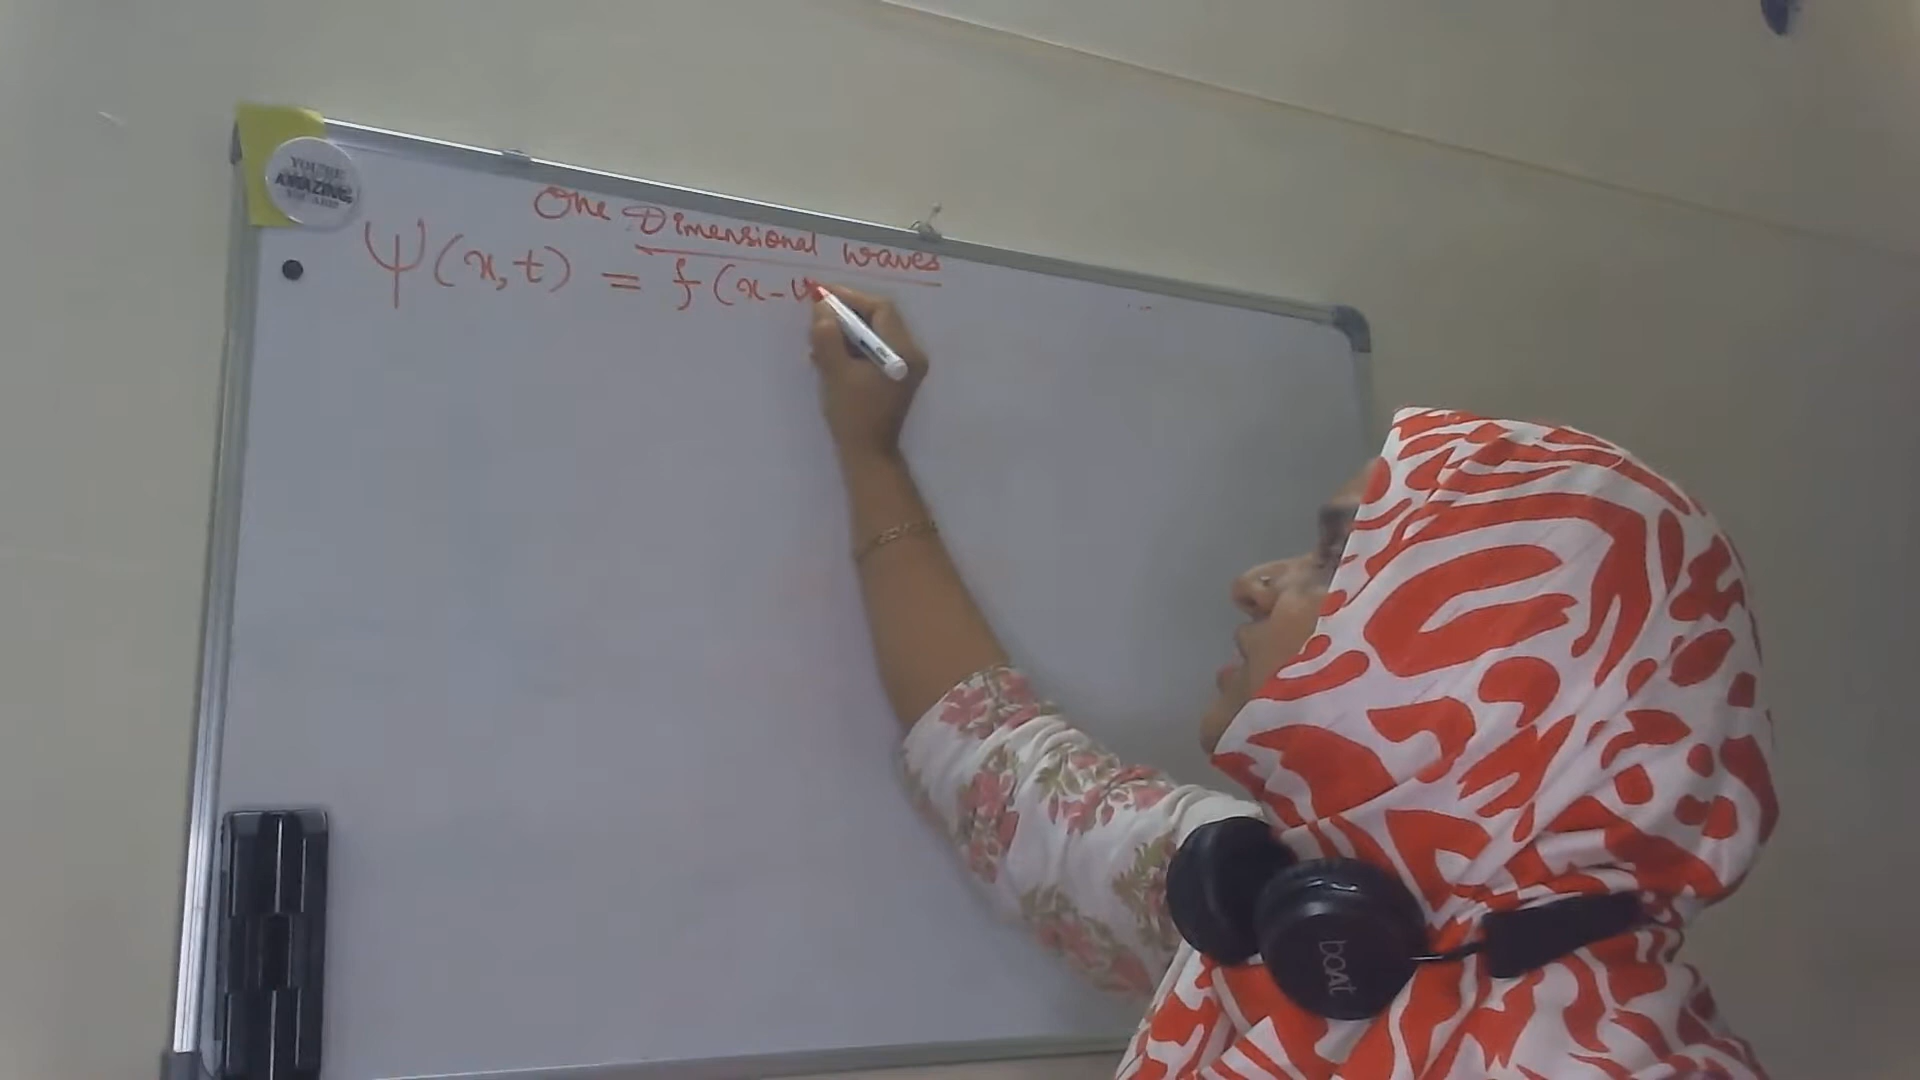 YOU'RE
AMAZING
One Dimensional waves
ψ(x,t) = f(x-v
boAt